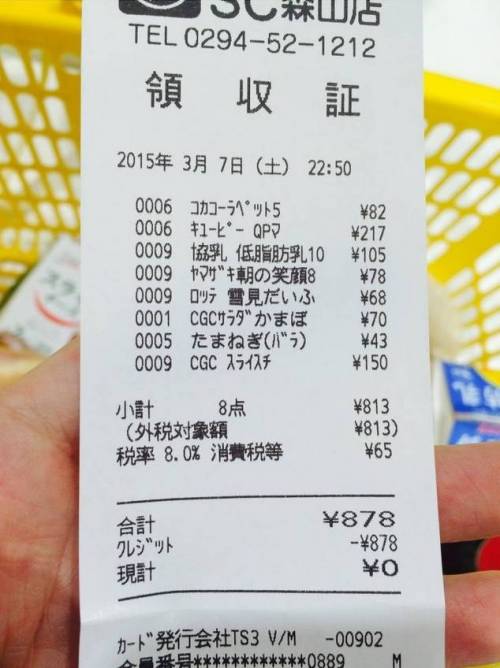 SC森山店
TEL 0294-52-1212
領 収 証
2015年 3月 7日 (土) 22:50
0006 コカコーラペット5 ¥82
0006 キユーピー QPマ ¥217
0009 協乳 低脂肪乳10 ¥105
0009 ヤマザキ朝の笑顔8 ¥78
0009 ロッテ 雪見だいふ ¥68
0001 CGCサラダかまぼ ¥70
0005 たまねぎ(バラ) ¥43
0009 CGC スライスチ ¥150
小計 8点 ¥813
(外税対象額 ¥813)
税率 8.0% 消費税等 ¥65
合計 ¥878
クレジット -¥878
現計 ¥0
カード発行会社TS3 V/M -00902
会員番号************0889 M